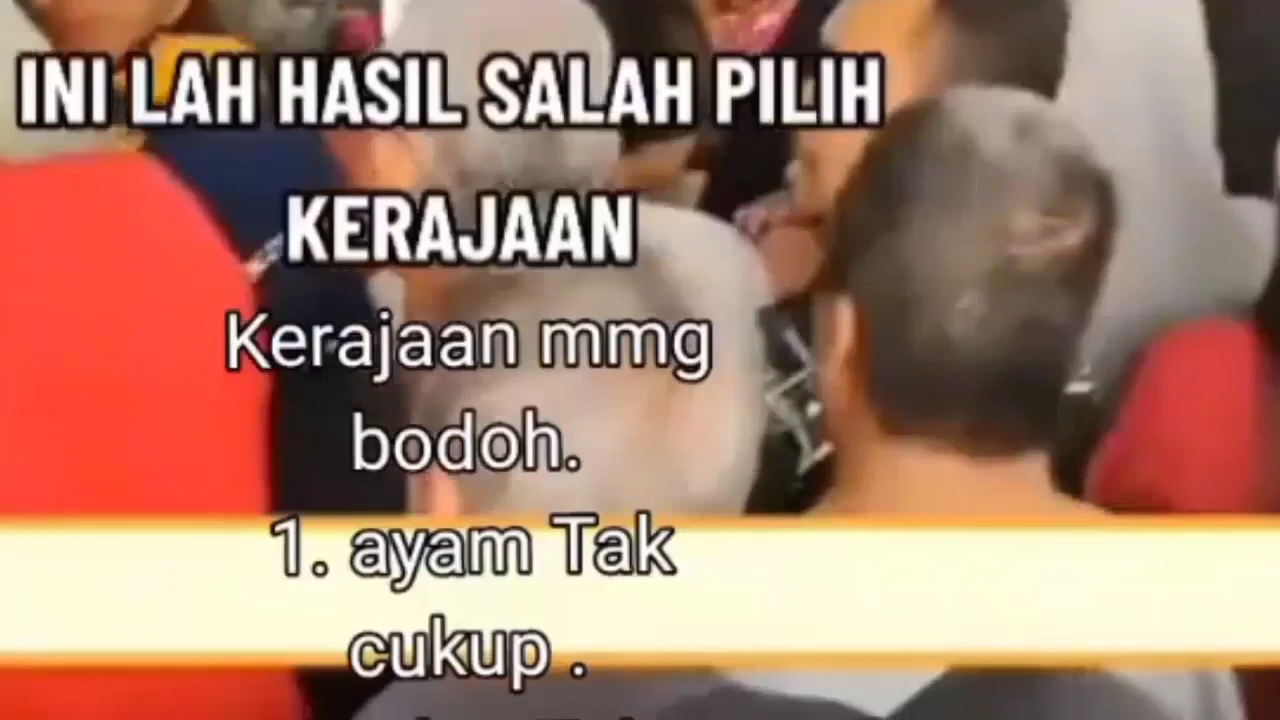 INI LAH HASIL SALAH PILIH
KERAJAAN
Kerajaan mmg
bodoh.
1. ayam Tak
cukup .